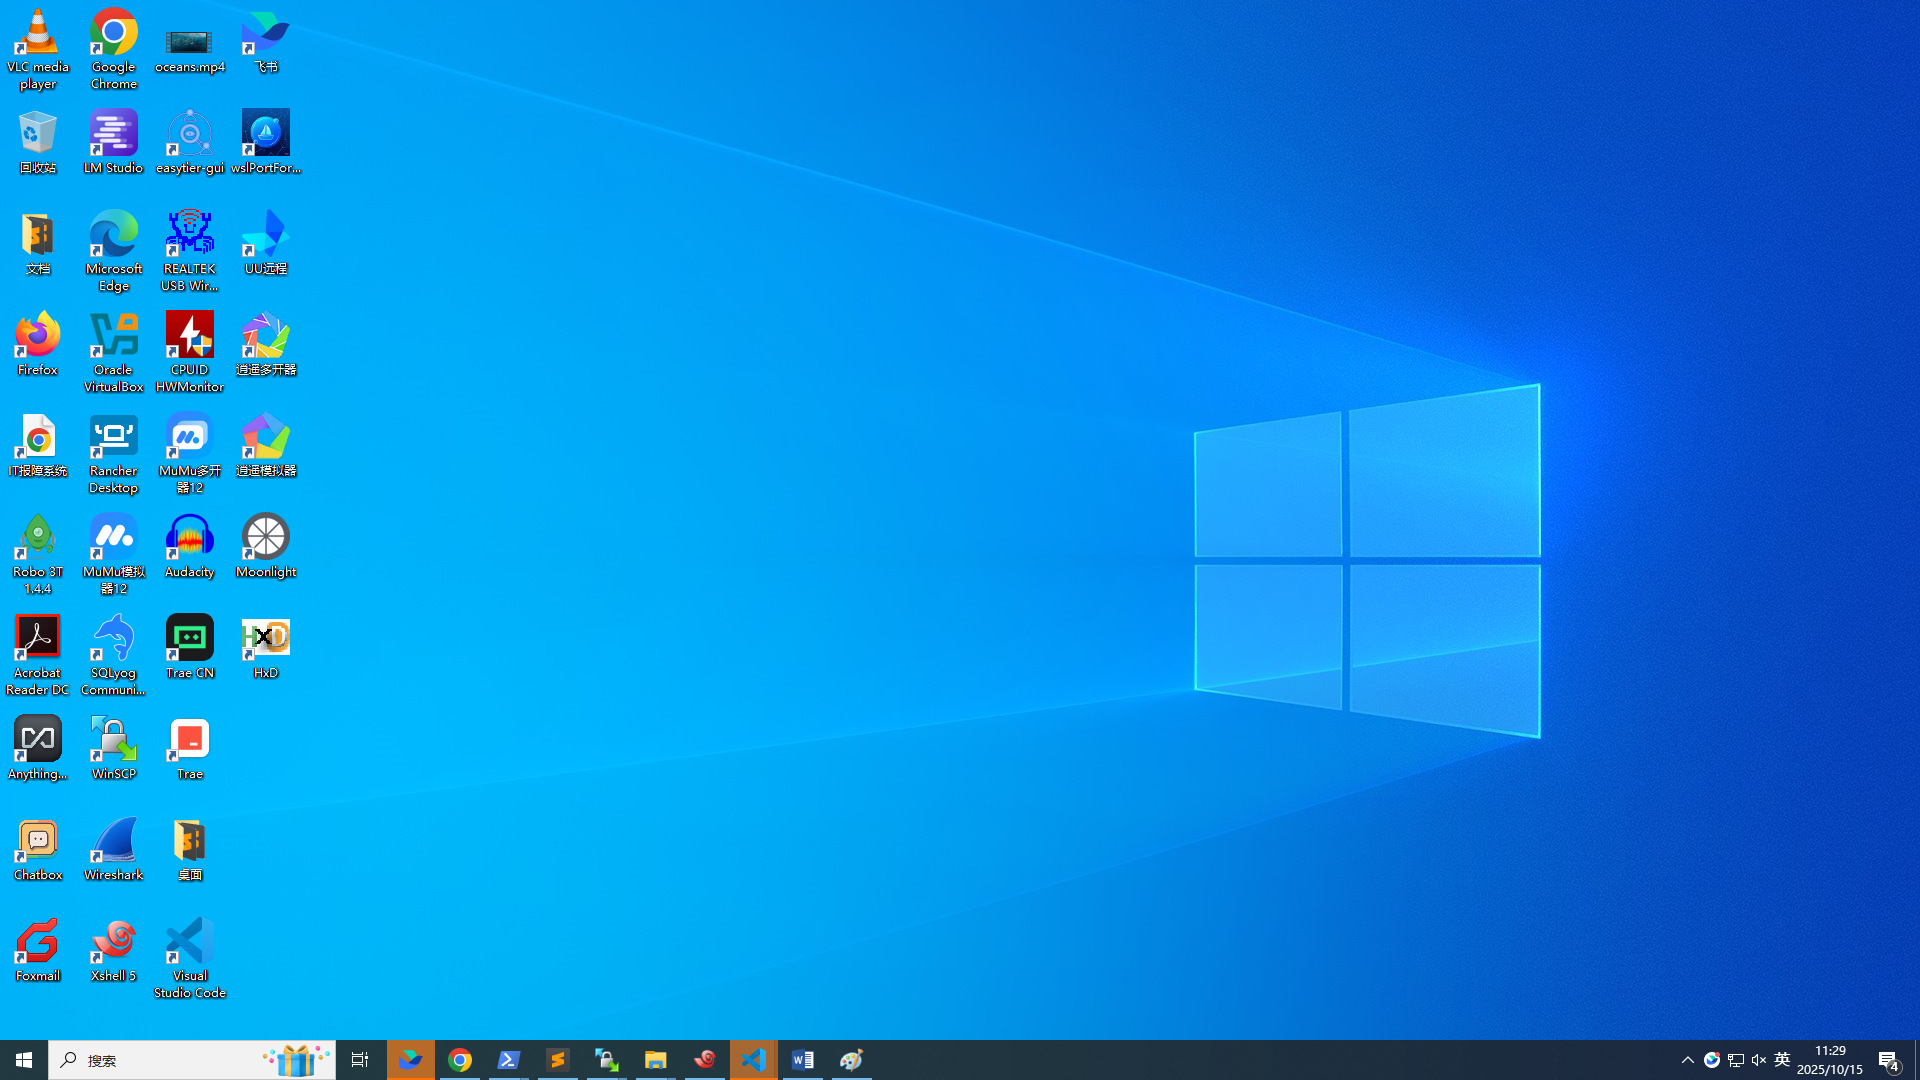 VLC media
player
Google
Chrome
oceans.mp4
飞书
回收站
LM Studio
easytier-gui
wslPortFor...
文档
Microsoft
Edge
REALTEK
USB Wir...
UU远程
Firefox
Oracle
VirtualBox
CPUID
HWMonitor
逍遥多开器
IT报障系统
Rancher
Desktop
MuMu多开
器12
逍遥模拟器
Robo 3T
1.4.4
MuMu模拟
器12
Audacity
Moonlight
Acrobat
Reader DC
SQLyog
Communi...
Trae CN
HxD
HxD
Anything...
WinSCP
Trae
Chatbox
Wireshark
桌面
Foxmail
Xshell 5
Visual
Studio Code
搜索
英
11:29
2025/10/15
4